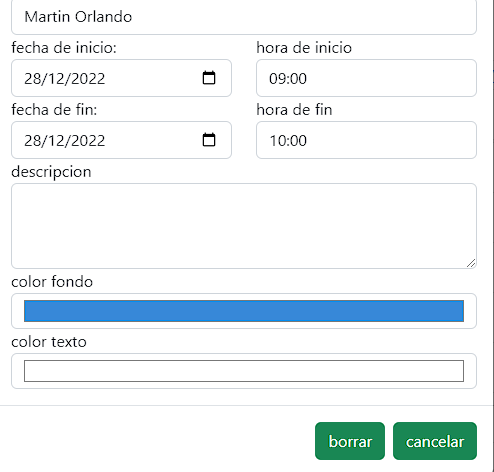 Martin Orlando
fecha de inicio: hora de inicio
28/12/2022 09:00
fecha de fin: hora de fin
28/12/2022 10:00
descripcion
color fondo
color texto
borrar cancelar